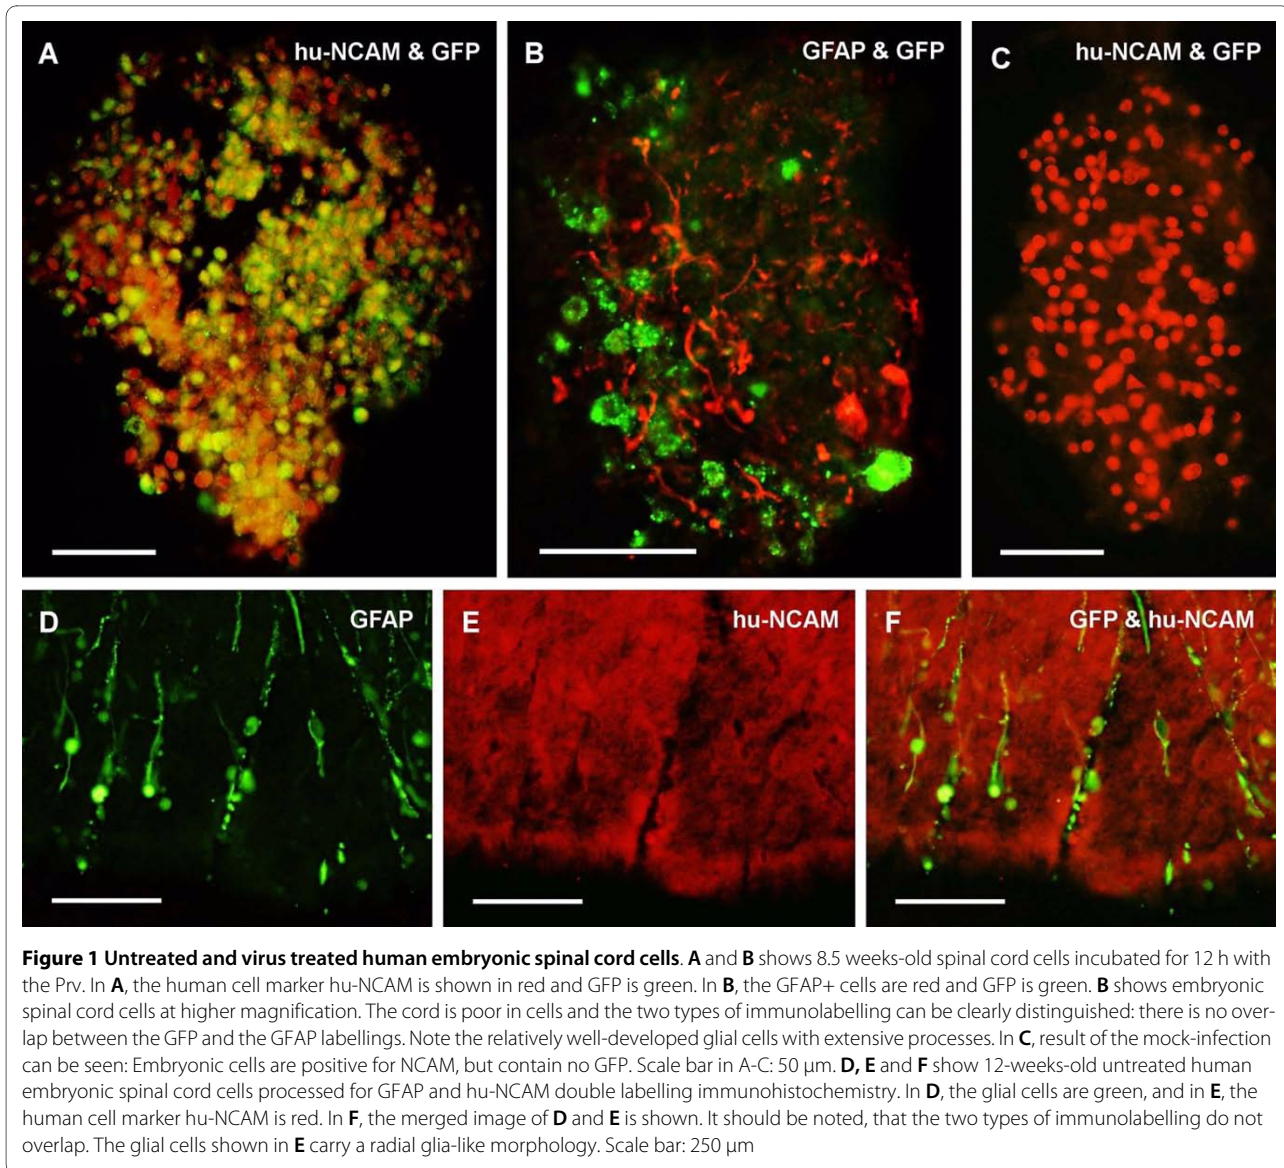 A
hu-NCAM & GFP
B
GFAP & GFP
C
hu-NCAM & GFP
D
GFAP
E
hu-NCAM
F
GFP & hu-NCAM
Figure 1 Untreated and virus treated human embryonic spinal cord cells. A and B shows 8.5 weeks-old spinal cord cells incubated for 12 h with
the Prv. In A, the human cell marker hu-NCAM is shown in red and GFP is green. In B, the GFAP+ cells are red and GFP is green. B shows embryonic
spinal cord cells at higher magnification. The cord is poor in cells and the two types of immunolabelling can be clearly distinguished: there is no over-
lap between the GFP and the GFAP labellings. Note the relatively well-developed glial cells with extensive processes. In C, result of the mock-infection
can be seen: Embryonic cells are positive for NCAM, but contain no GFP. Scale bar in A-C: 50 μm. D, E and F show 12-weeks-old untreated human
embryonic spinal cord cells processed for GFAP and hu-NCAM double labelling immunohistochemistry. In D, the glial cells are green, and in E, the
human cell marker hu-NCAM is red. In F, the merged image of D and E is shown. It should be noted, that the two types of immunolabelling do not
overlap. The glial cells shown in E carry a radial glia-like morphology. Scale bar: 250 μm